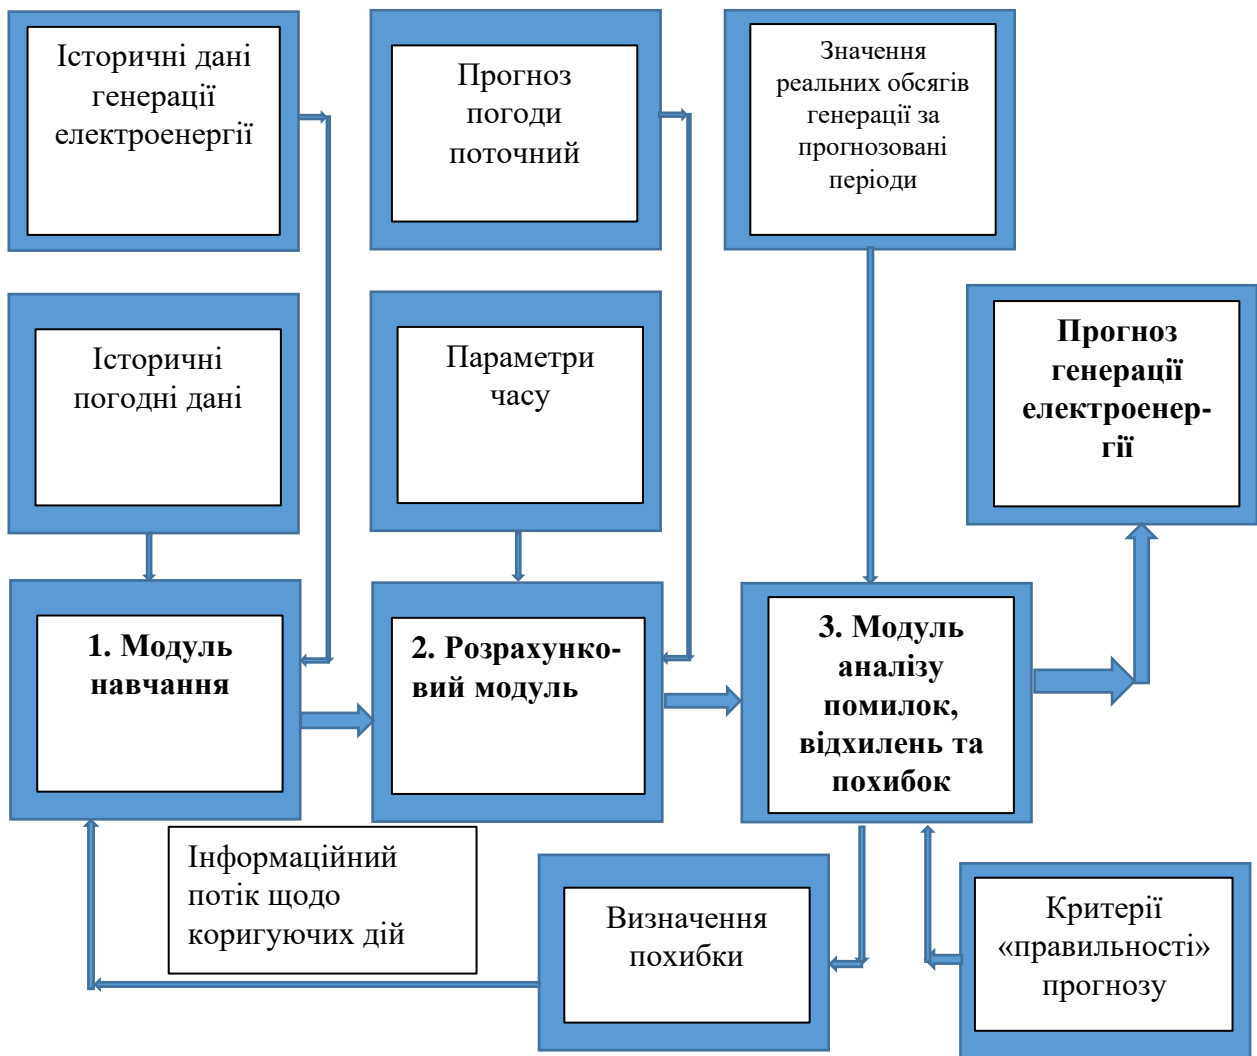 Історичні дані
генерації
електроенергії
Прогноз
погоди
поточний
Значення
реальних обсягів
генерації за
прогнозовані
періоди
Історичні
погодні дані
Параметри
часу
Прогноз
генерації
електроенер-
гії
1. Модуль
навчання
2. Розрахунко-
вий модуль
3. Модуль
аналізу
помилок,
відхилень та
похибок
Інформаційний
потік щодо
коригуючих дій
Визначення
похибки
Критерії
«правильності»
прогнозу